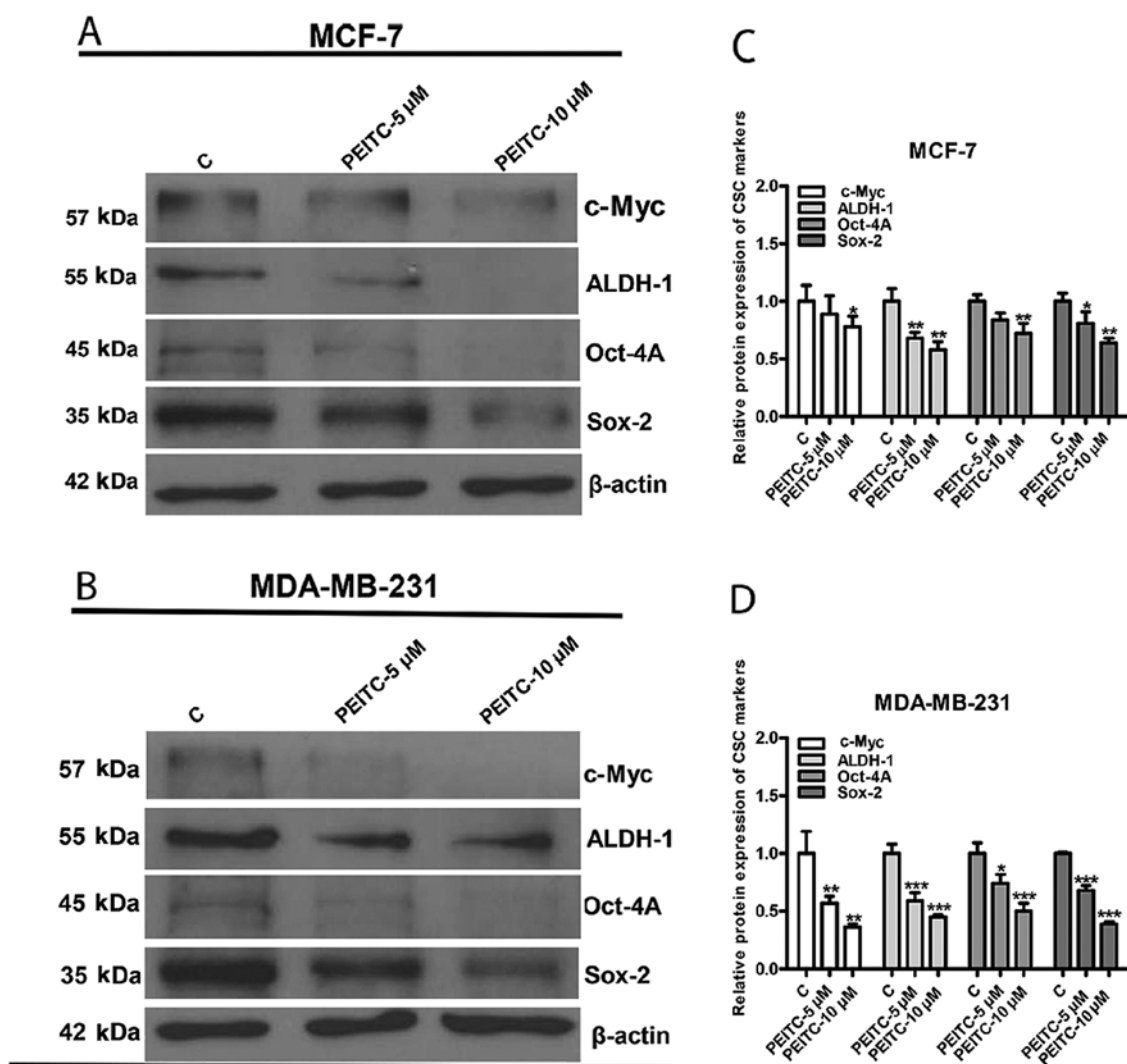 A
MCF-7
C
PEITC-5 µM
PEITC-10 µM
57 kDa
c-Myc
55 kDa
ALDH-1
45 kDa
Oct-4A
35 kDa
Sox-2
42 kDa
β-actin
B
MDA-MB-231
C
PEITC-5 µM
PEITC-10 µM
57 kDa
c-Myc
55 kDa
ALDH-1
45 kDa
Oct-4A
35 kDa
Sox-2
42 kDa
β-actin
C
MCF-7
Relative protein expression of CSC markers
2.0
1.5
1.0
0.5
0.0
c-Myc
ALDH-1
Oct-4A
Sox-2
*
**
**
**
*
**
C
PEITC-5 µM
PEITC-10 µM
C
PEITC-5 µM
PEITC-10 µM
C
PEITC-5 µM
PEITC-10 µM
C
PEITC-5 µM
PEITC-10 µM
D
MDA-MB-231
Relative protein expression of CSC markers
2.0
1.5
1.0
0.5
0.0
c-Myc
ALDH-1
Oct-4A
Sox-2
**
**
***
***
*
***
***
***
C
PEITC-5 µM
PEITC-10 µM
C
PEITC-5 µM
PEITC-10 µM
C
PEITC-5 µM
PEITC-10 µM
C
PEITC-5 µM
PEITC-10 µM